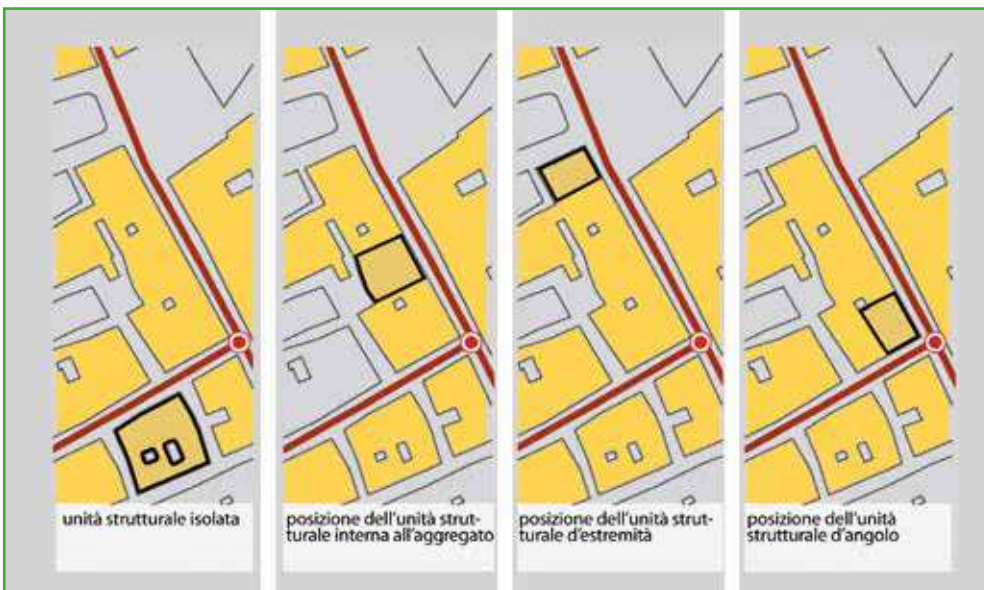 unità strutturale isolata
posizione dell'unità strut-
turale interna all'aggregato
posizione dell'unità strut-
turale d'estremità
posizione dell'unità
strutturale d'angolo